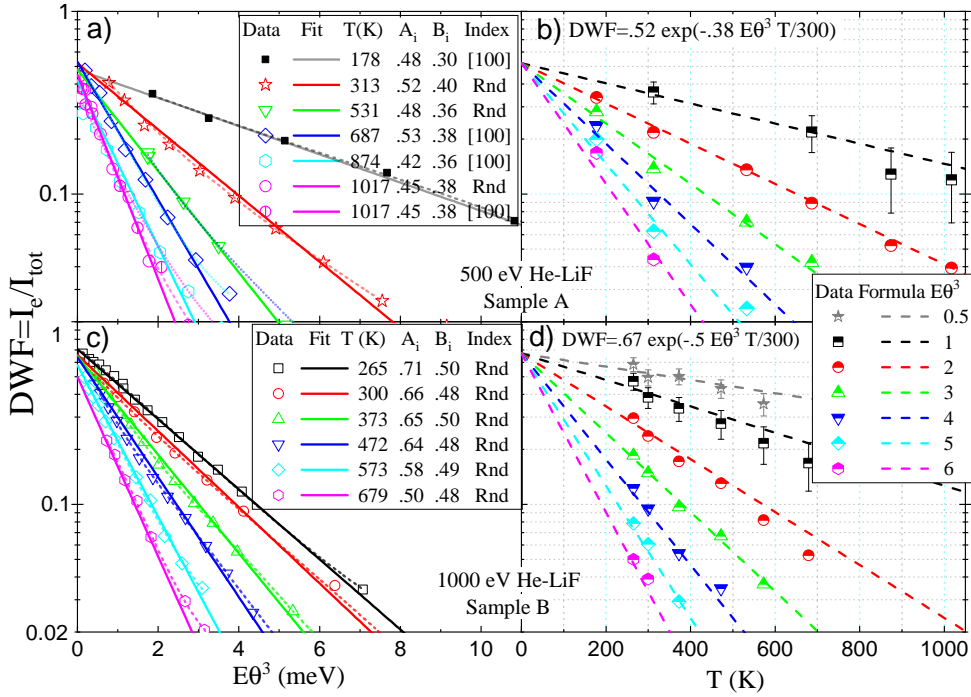 a)
Data Fit T(K) Aᵢ Bᵢ Index
178 .48 .30 [100]
313 .52 .40 Rnd
531 .48 .36 Rnd
687 .53 .38 [100]
874 .42 .36 [100]
1017 .45 .38 Rnd
1017 .45 .38 [100]
b) DWF=.52 exp(-.38 Eθ³ T/300)
1
0.1
500 eV He-LiF
Sample A
DWF=Iₑ/Iₜₒₜ
c)
Data Fit T (K) Aᵢ Bᵢ Index
265 .71 .50 Rnd
300 .66 .48 Rnd
373 .65 .50 Rnd
472 .64 .48 Rnd
573 .58 .49 Rnd
679 .50 .48 Rnd
d) DWF=.67 exp(-.5 Eθ³ T/300)
Data Formula Eθ³
0.5
1
2
3
4
5
6
1
0.1
0.02
1000 eV He-LiF
Sample B
0 2 4 6 8 10
Eθ³ (meV)
0 200 400 600 800 1000
T (K)